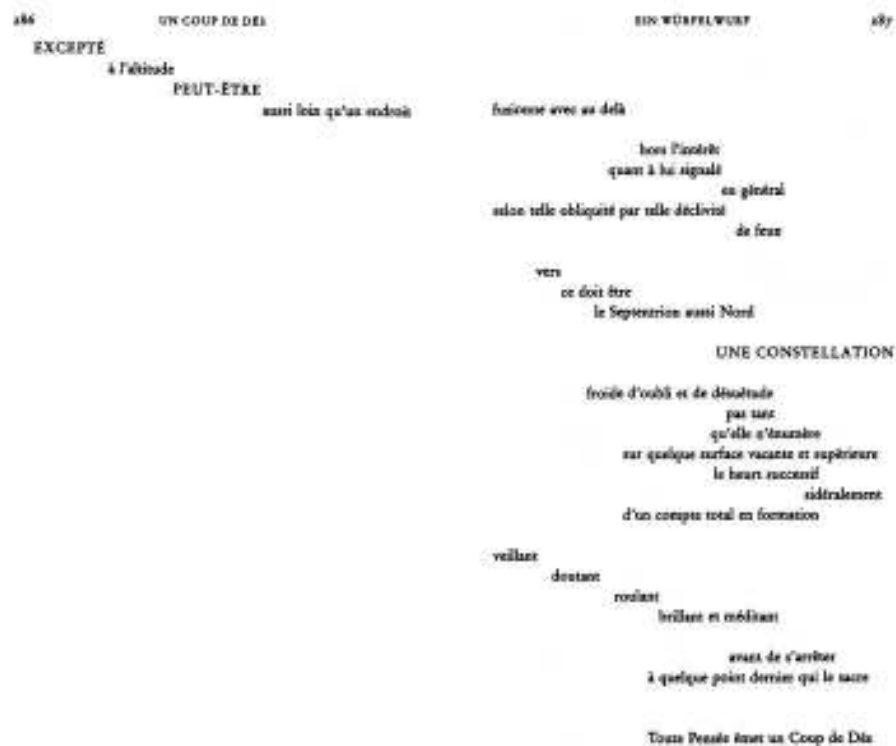 286
UN COUP DE DÉS
EXCEPTÉ
à l'altitude
PEUT-ÊTRE
aussi loin qu'un endroit
EIN WÜRFELWURF
287
fusionne avec au delà
hors l'intérêt
quant à lui signalé
en général
selon telle obliquité par telle déclivité
de feux
vers
ce doit être
le Septentrion aussi Nord
UNE CONSTELLATION
froide d'oubli et de désuétude
pas tant
qu'elle n'énumère
sur quelque surface vacante et supérieure
le heurt successif
sidéralement
d'un compte total en formation
veillant
doutant
roulant
brillant et méditant
avant de s'arrêter
à quelque point dernier qui le sacre
Toute Pensée émet un Coup de Dés